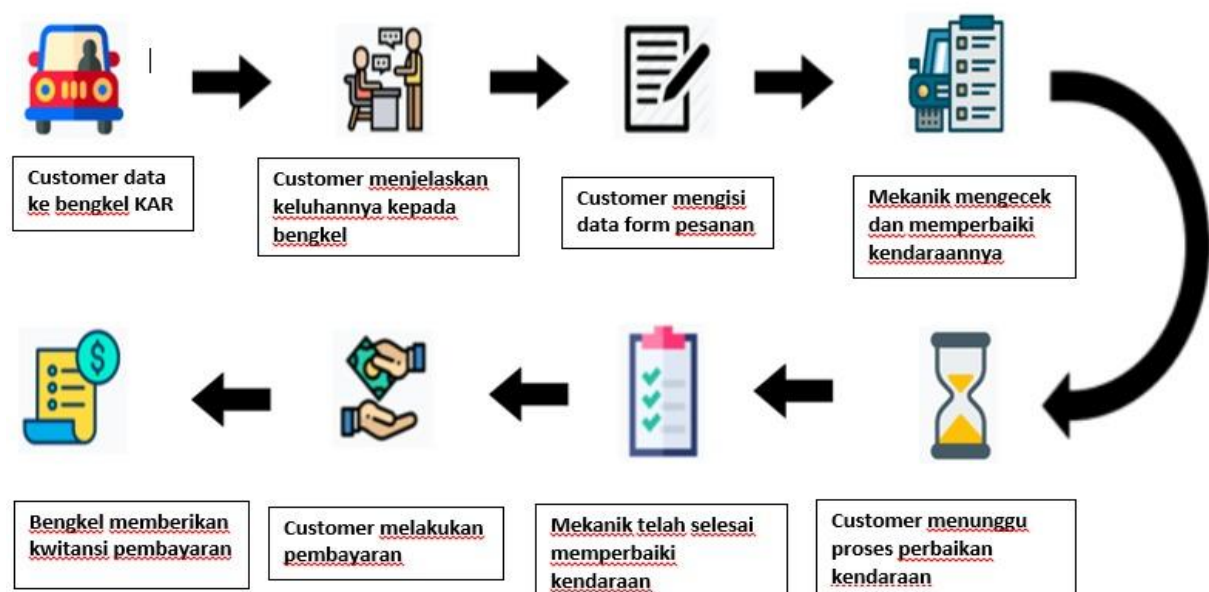 Customer data
ke bengkel KAR
Customer menjelaskan
keluhannya kepada
bengkel
Customer mengisi
data form pesanan
Mekanik mengecek
dan memperbaiki
kendaraannya
Bengkel memberikan
kwitansi pembayaran
Customer melakukan
pembayaran
Mekanik telah selesai
memperbaiki
kendaraan
Customer menunggu
proses perbaikan
kendaraan
$